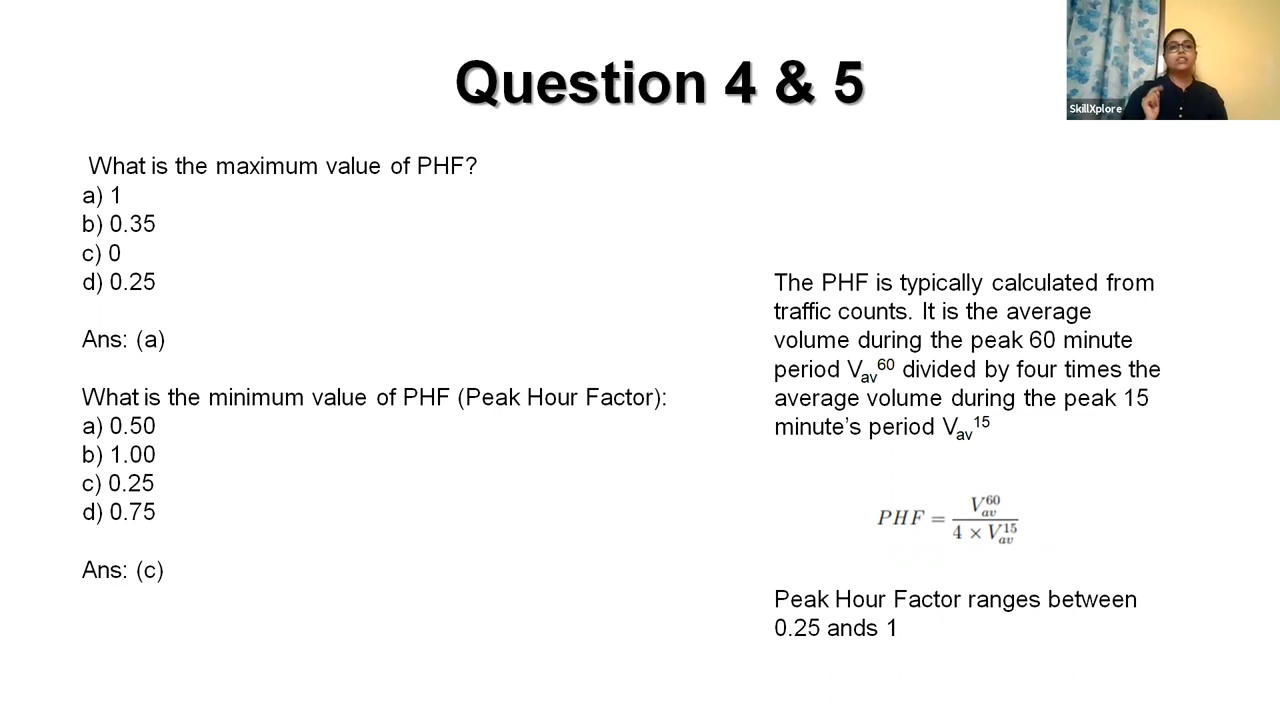 Question 4 & 5
SkillXplore
What is the maximum value of PHF?
a) 1
b) 0.35
c) 0
d) 0.25
Ans: (a)
What is the minimum value of PHF (Peak Hour Factor):
a) 0.50
b) 1.00
c) 0.25
d) 0.75
Ans: (c)
The PHF is typically calculated from
traffic counts. It is the average
volume during the peak 60 minute
period Vav60 divided by four times the
average volume during the peak 15
minute’s period Vav15
PHF = V60av / 4 × V15av
Peak Hour Factor ranges between
0.25 ands 1